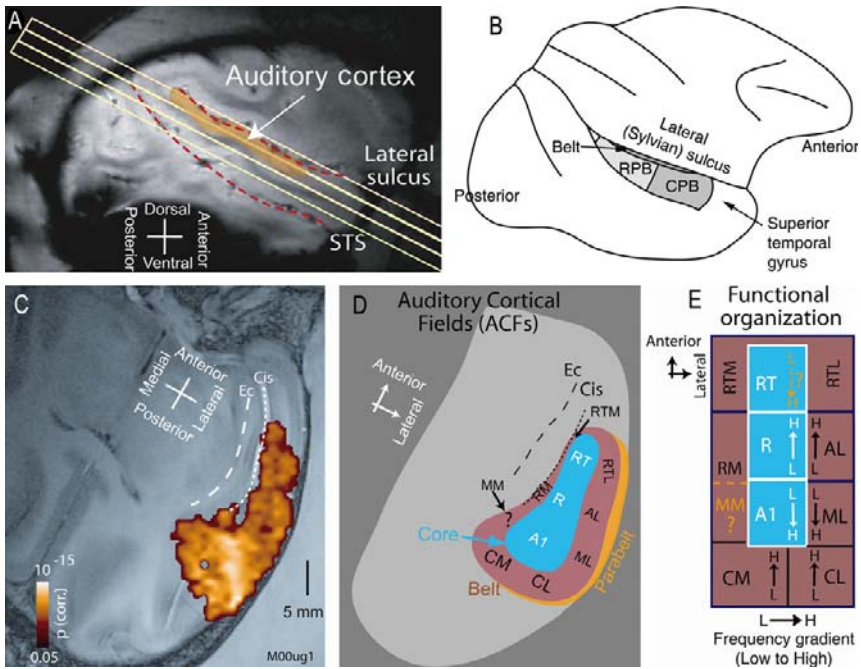 A
Auditory cortex
Lateral
sulcus
STS
Dorsal
Posterior
Anterior
Ventral
B
Lateral
(Sylvian) sulcus
Belt
RPB
CPB
Anterior
Posterior
Superior
temporal
gyrus
C
Medial
Anterior
Posterior
Lateral
Ec
Cis
10 -15
p (corr.)
0.05
5 mm
M00ug1
D
Auditory Cortical
Fields (ACFs)
Anterior
Lateral
Ec
Cis
RTM
RT
RTL
MM
?
RM
R
AL
Core
A1
ML
CM
CL
Belt
Parabelt
E
Functional
organization
Anterior
Lateral
RTM
RT
L
?
H
RTL
RM
R
H
L
H
L
AL
MM
?
A1
L
H
L
H
ML
CM
H
L
H
L
CL
L H
Frequency gradient
(Low to High)